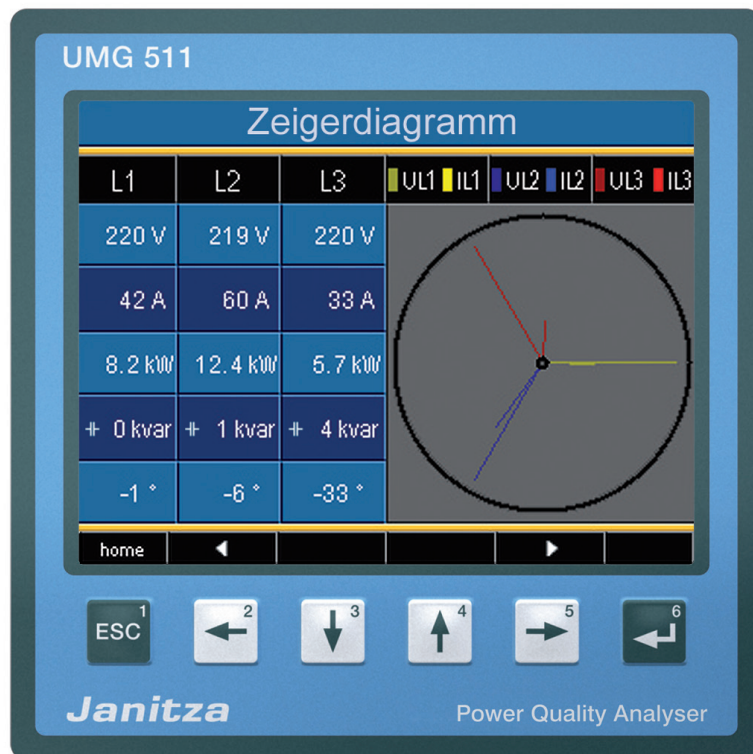 UMG 511
Zeigerdiagramm
L1 L2 L3 UL1 IL1 UL2 IL2 UL3 IL3
220 V 219 V 220 V
42 A 60 A 33 A
8.2 kW 12.4 kW 5.7 kW
0 kvar 1 kvar 4 kvar
-1 ° -6 ° -33 °
home
ESC 1 2 3 4 5 6
Janitza Power Quality Analyser